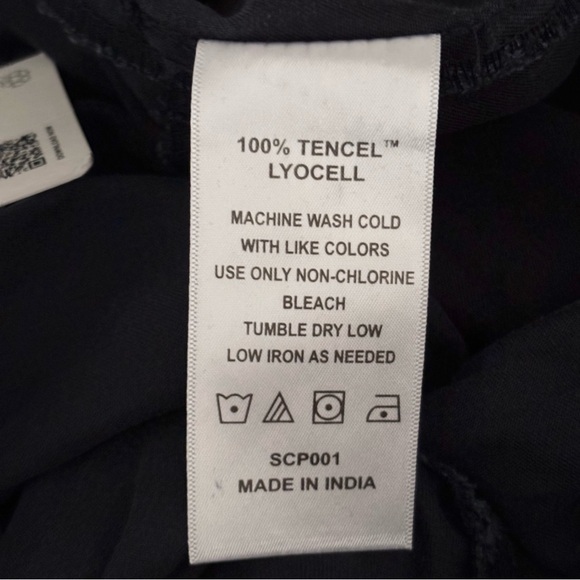 100% TENCEL™
LYOCELL
MACHINE WASH COLD
WITH LIKE COLORS
USE ONLY NON-CHLORINE
BLEACH
TUMBLE DRY LOW
LOW IRON AS NEEDED
SCP001
MADE IN INDIA